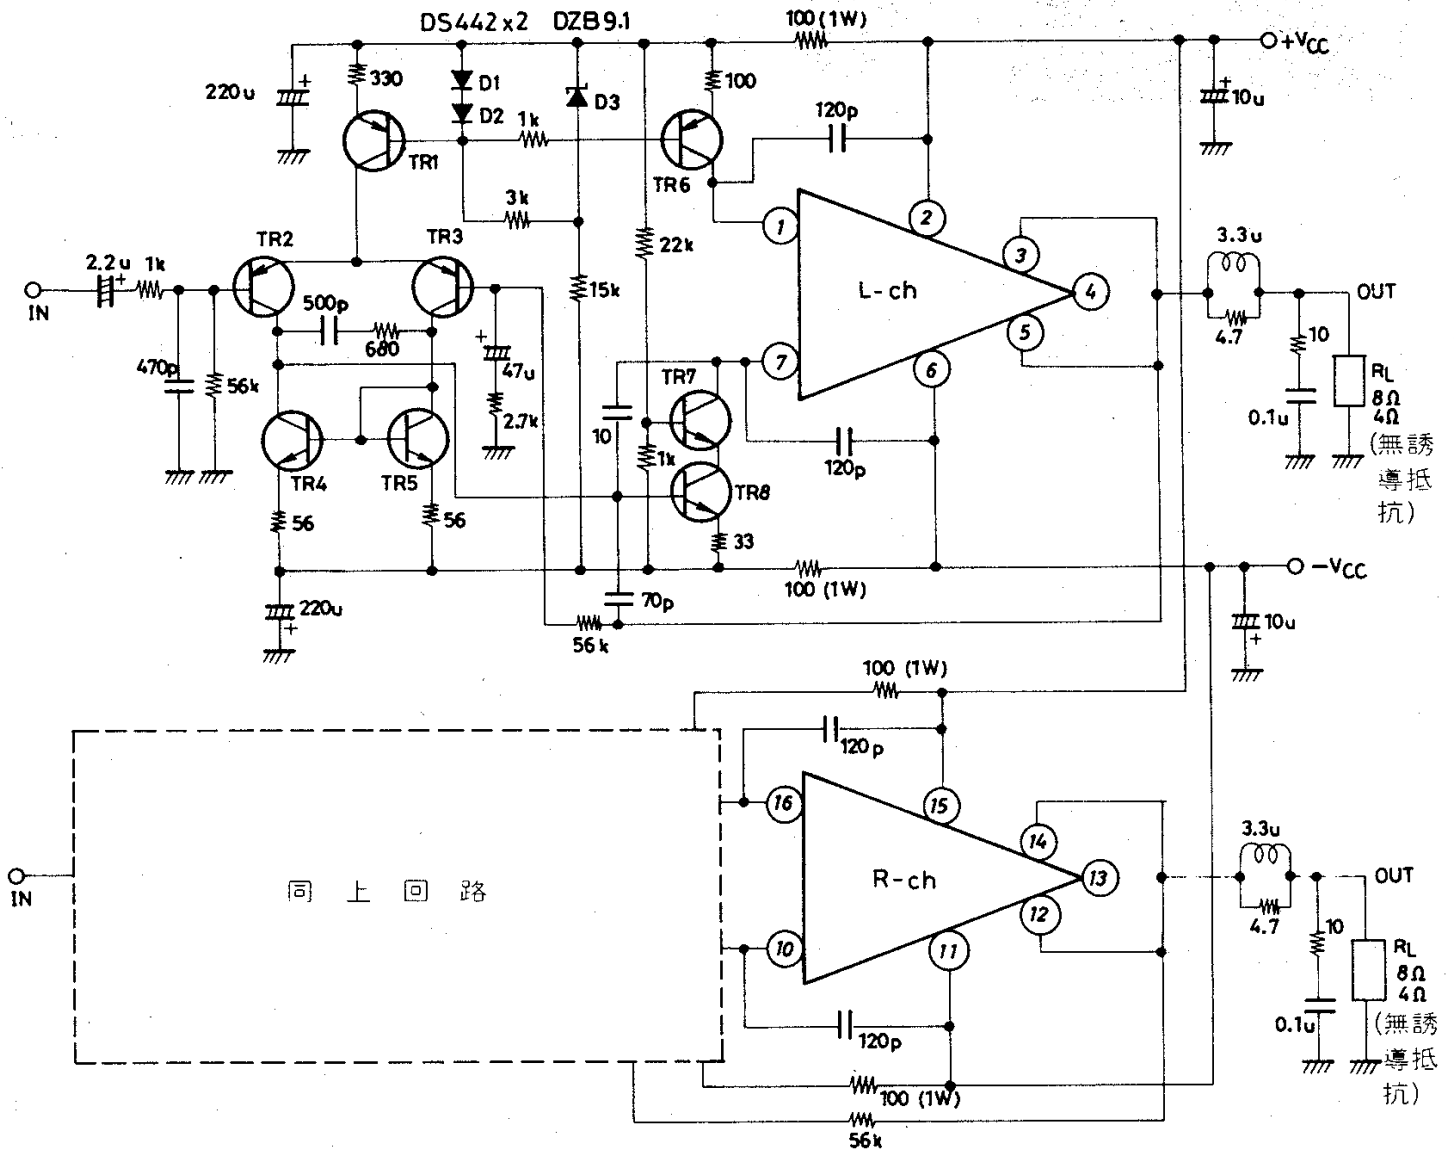 DS442x2 DZB9.1
100 (1W)
+VCC
330
D1
220u
+
D2
D3
100
120p
+
10u
1k
TR1
TR6
3k
2
1
3
3.3u
TR2
TR3
22k
2.2u
1k
+
15k
L-ch
4
OUT
IN
500p
680
+
5
4.7
10
470p
56k
47u
7
TR7
6
RL
8Ω
4Ω
0.1u
(無誘
導抵
抗)
2.7k
10
1k
120p
TR4
TR5
TR8
56
56
33
100 (1W)
-VCC
220u
+
70p
10u
+
56k
100 (1W)
120p
16
15
14
3.3u
IN
同上回路
R-ch
13
OUT
12
4.7
10
10
11
RL
8Ω
4Ω
0.1u
(無誘
導抵
抗)
120p
100 (1W)
56k